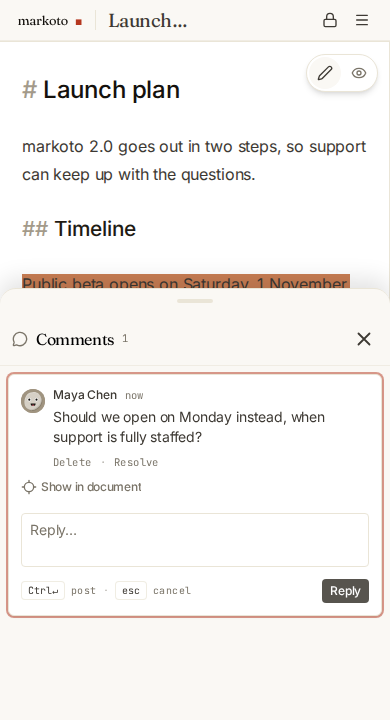 markoto
Launch...
# Launch plan
markoto 2.0 goes out in two steps, so support
can keep up with the questions.
## Timeline
Public beta opens on Saturday, 1 November
Comments 1
Maya Chen now
Should we open on Monday instead, when
support is fully staffed?
Delete · Resolve
Show in document
Reply...
Ctrl↵ post · esc cancel
Reply